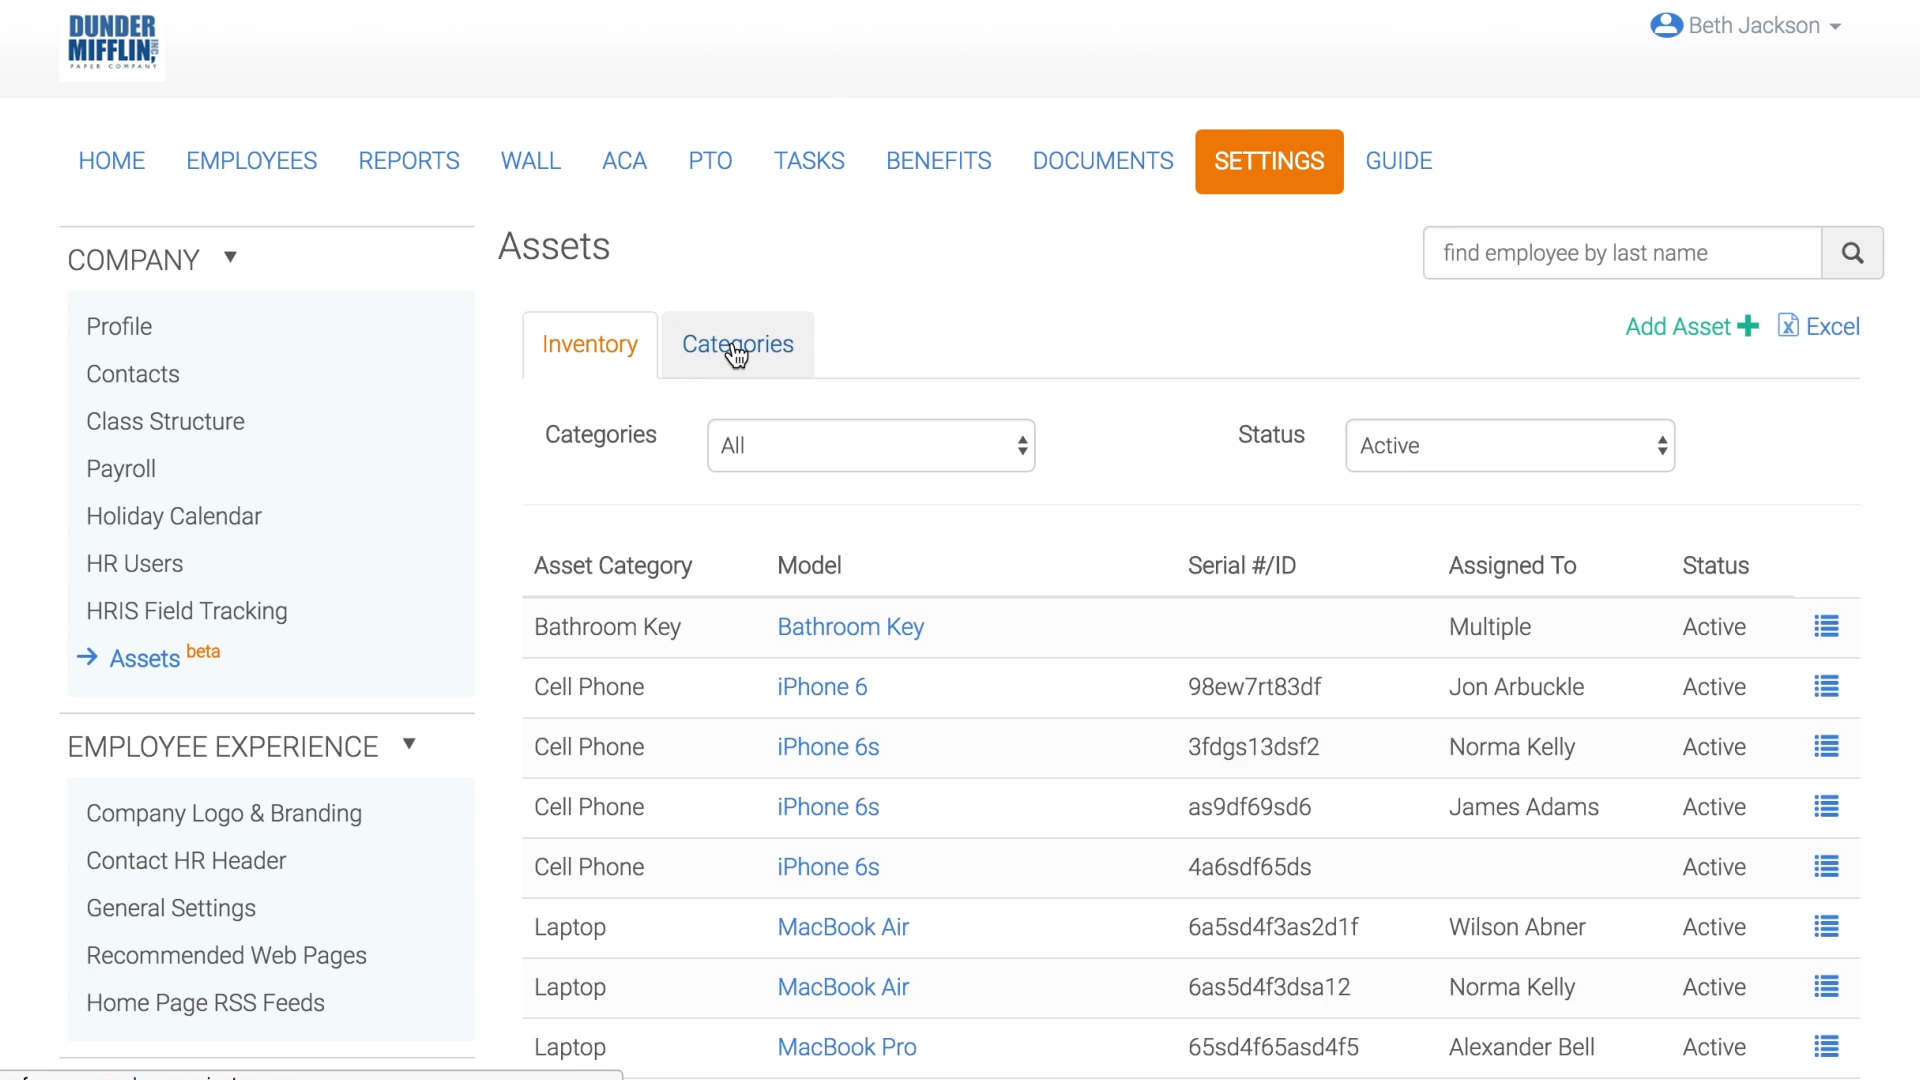 DUNDER
MIFFLIN, INC
PAPER COMPANY
Beth Jackson
HOME EMPLOYEES REPORTS WALL ACA PTO TASKS BENEFITS DOCUMENTS SETTINGS GUIDE
COMPANY
Profile
Contacts
Class Structure
Payroll
Holiday Calendar
HR Users
HRIS Field Tracking
Assets beta
EMPLOYEE EXPERIENCE
Company Logo & Branding
Contact HR Header
General Settings
Recommended Web Pages
Home Page RSS Feeds
Assets
find employee by last name
Inventory Categories
Add Asset Excel
Categories All Status Active
Asset Category Model Serial #/ID Assigned To Status
Bathroom Key Bathroom Key Multiple Active
Cell Phone iPhone 6 98ew7rt83df Jon Arbuckle Active
Cell Phone iPhone 6s 3fdgs13dsf2 Norma Kelly Active
Cell Phone iPhone 6s as9df69sd6 James Adams Active
Cell Phone iPhone 6s 4a6sdf65ds Active
Laptop MacBook Air 6a5sd4f3as2d1f Wilson Abner Active
Laptop MacBook Air 6as5d4f3dsa12 Norma Kelly Active
Laptop MacBook Pro 65sd4f65asd4f5 Alexander Bell Active